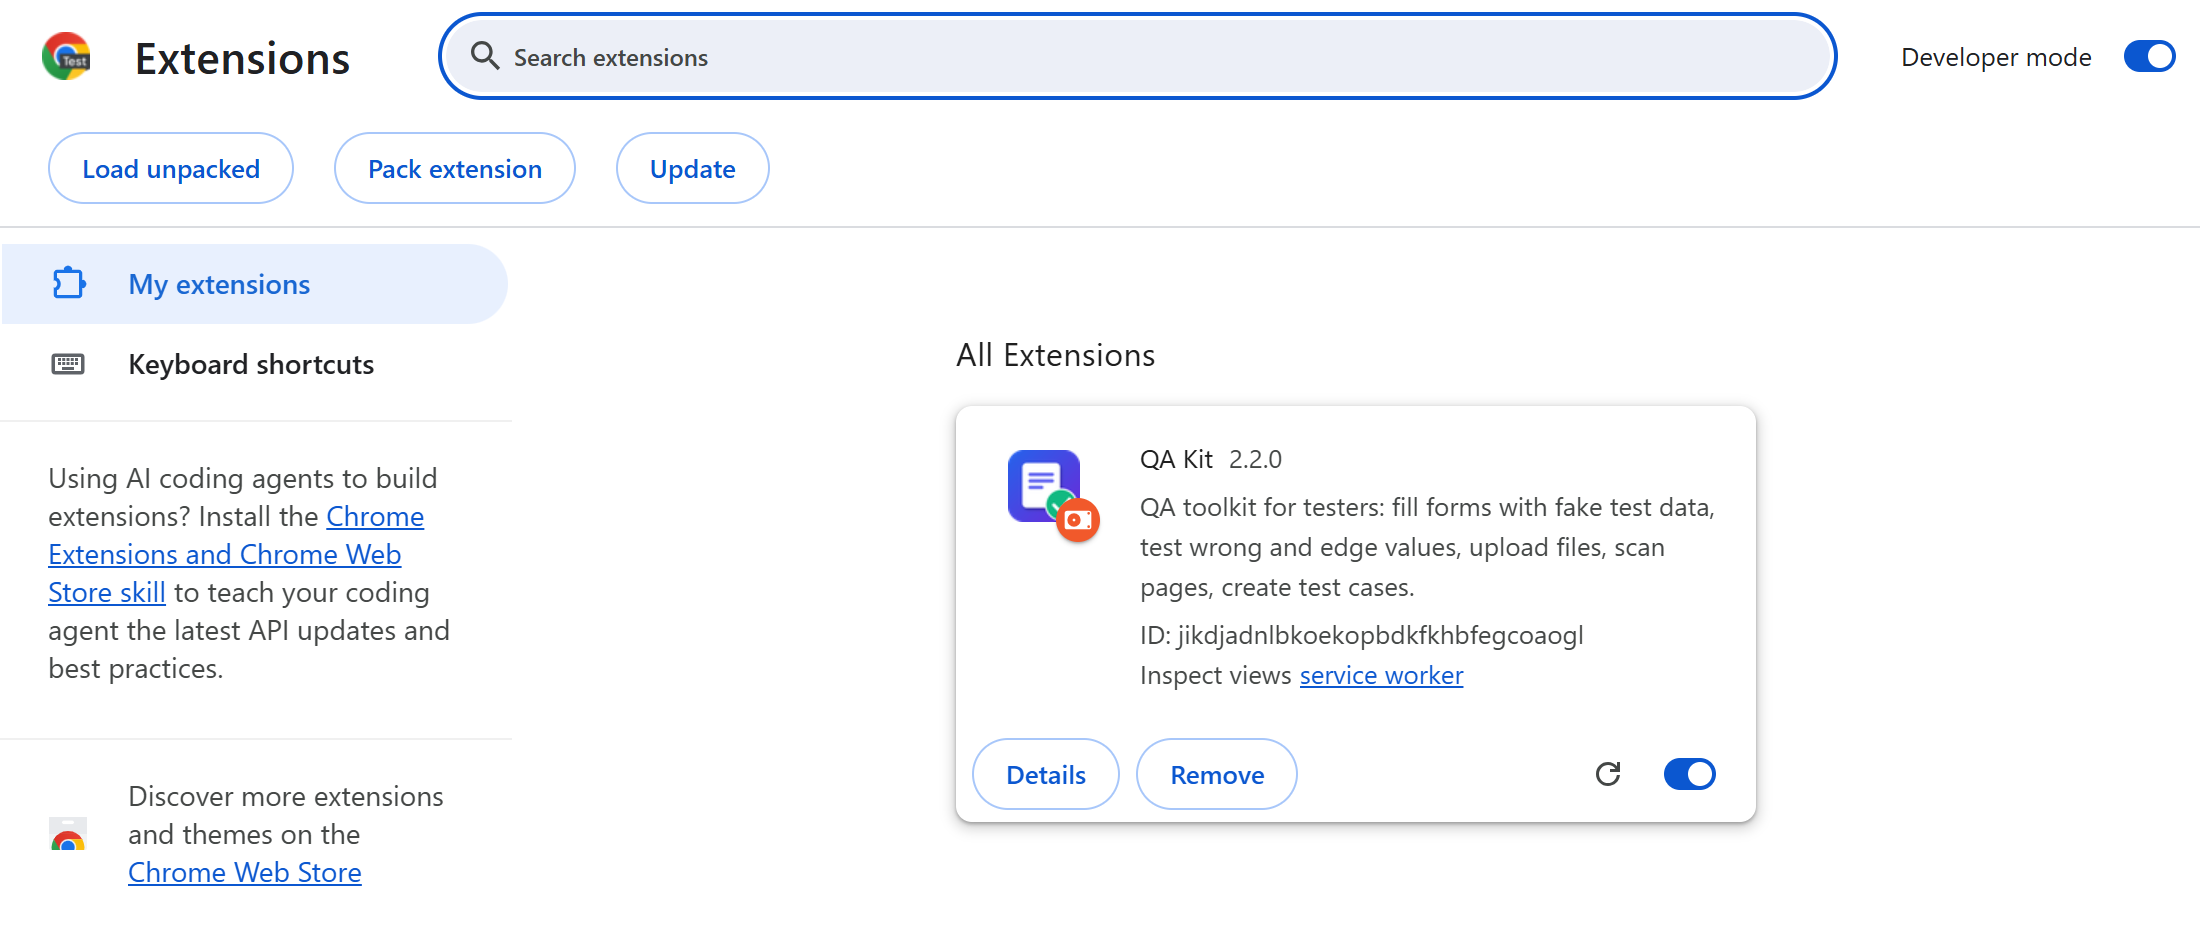 Test
Extensions
Search extensions
Developer mode
Load unpacked
Pack extension
Update
My extensions
Keyboard shortcuts
Using AI coding agents to build
extensions? Install the Chrome
Extensions and Chrome Web
Store skill to teach your coding
agent the latest API updates and
best practices.
Discover more extensions
and themes on the
Chrome Web Store
All Extensions
QA Kit 2.2.0
QA toolkit for testers: fill forms with fake test data,
test wrong and edge values, upload files, scan
pages, create test cases.
ID: jikdjadnlbkoekopbdkfkhbfegcoaogl
Inspect views service worker
Details
Remove